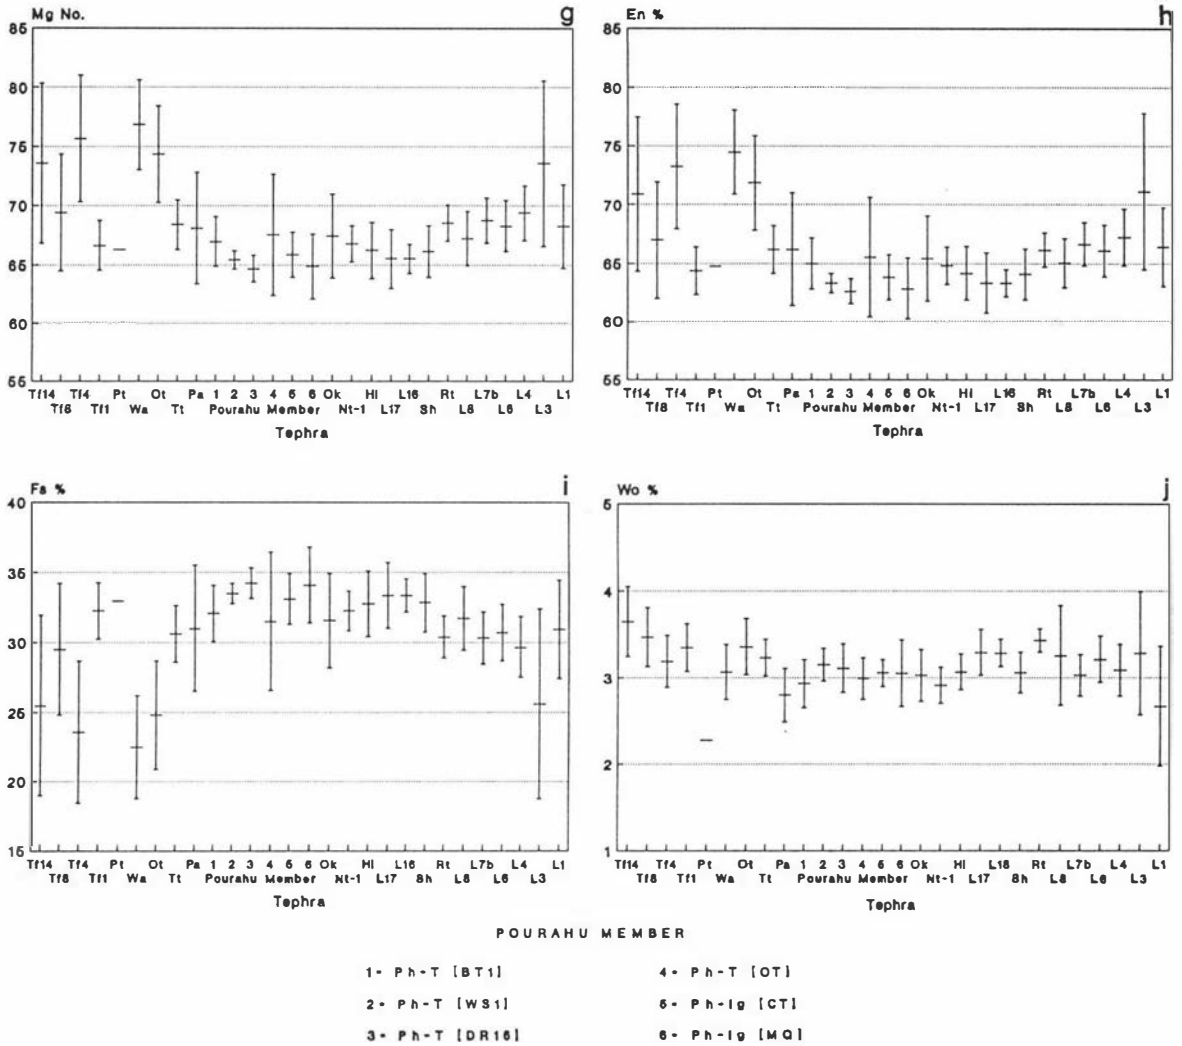 Mg No. g
85
80
75
70
65
60
55
Tf14 Tf4 Pt Ot Pa 1 2 3 4 5 6 Ok Hl L16 Rt L7b L4 L1
Tf8 Tf1 Wa Tt Pourahu Member Nt-1 L17 Sh L8 L6 L3
Tephra
En % h
85
80
75
70
65
60
55
Tf14 Tf4 Pt Ot Pa 1 2 3 4 5 6 Ok Hl L16 Rt L7b L4 L1
Tf8 Tf1 Wa Tt Pourahu Member Nt-1 L17 Sh L8 L6 L3
Tephra
Fs % i
40
35
30
25
20
15
Tf14 Tf4 Pt Ot Pa 1 2 3 4 5 6 Ok Hl L16 Rt L7b L4 L1
Tf8 Tf1 Wa Tt Pourahu Member Nt-1 L17 Sh L8 L6 L3
Tephra
Wo % j
5
4
3
2
1
Tf14 Tf4 Pt Ot Pa 1 2 3 4 5 6 Ok Hl L16 Rt L7b L4 L1
Tf8 Tf1 Wa Tt Pourahu Member Nt-1 L17 Sh L8 L6 L3
Tephra
POURAHU MEMBER
1- Ph-T [BT1] 4- Ph-T [OT]
2- Ph-T [WS1] 5- Ph-Ig [CT]
3- Ph-T [DR15] 6- Ph-Ig [MQ]